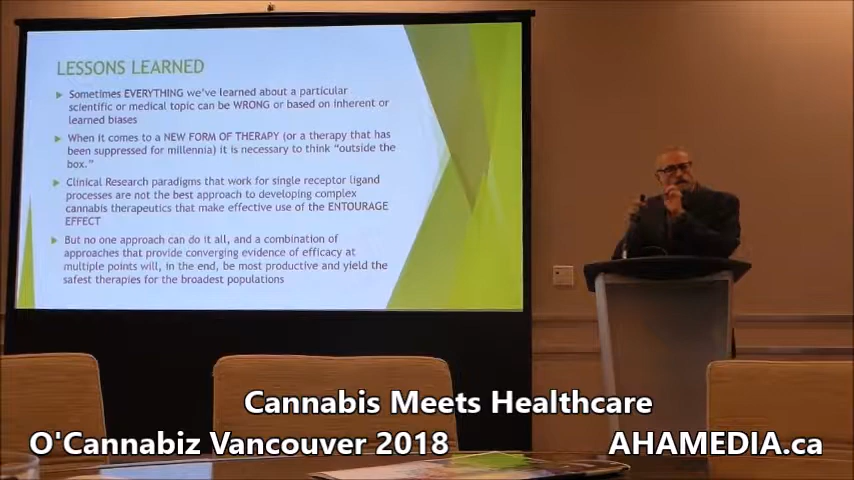 LESSONS LEARNED
Sometimes EVERYTHING we've learned about a particular
scientific or medical topic can be WRONG or based on inherent or
learned biases
When it comes to a NEW FORM OF THERAPY (or a therapy that has
been suppressed for millennia) it is necessary to think "outside the
box."
Clinical Research paradigms that work for single receptor ligand
processes are not the best approach to developing complex
cannabis therapeutics that make effective use of the ENTOURAGE
EFFECT
But no one approach can do it all, and a combination of
approaches that provide converging evidence of efficacy at
multiple points will, in the end, be most productive and yield the
safest therapies for the broadest populations
Cannabis Meets Healthcare
O'Cannabiz Vancouver 2018
AHAMEDIA.ca